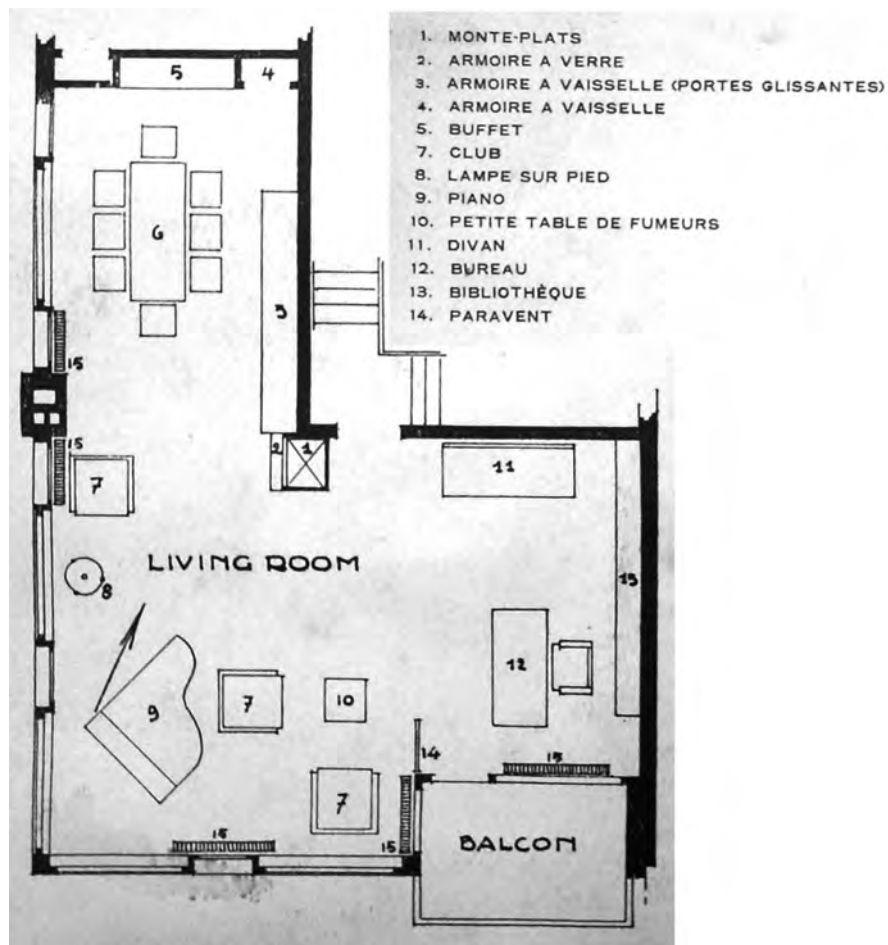 1. MONTE-PLATS
2. ARMOIRE A VERRE
3. ARMOIRE A VAISSELLE (PORTES GLISSANTES)
4. ARMOIRE A VAISSELLE
5. BUFFET
7. CLUB
8. LAMPE SUR PIED
9. PIANO
10. PETITE TABLE DE FUMEURS
11. DIVAN
12. BUREAU
13. BIBLIOTHÈQUE
14. PARAVENT
5 4
6
3
15
15
2 1
7
11
LIVING ROOM
8
13
12
9
7
10
14
15
7
15
15
BALCON